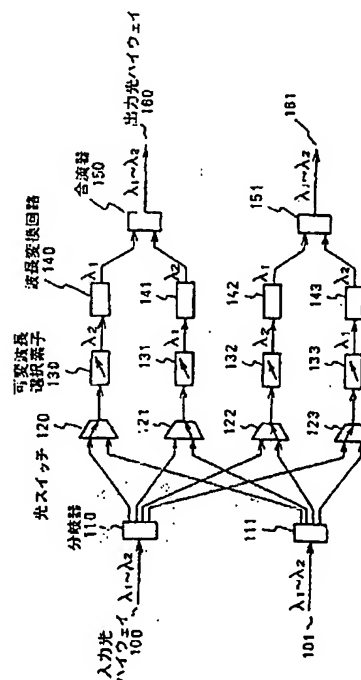 入力光
ハイウェイ
100
λ1~λ2
分岐器
110
光スイッチ
120
可変波長
選択素子
130
λ2
波長変換回路
140
λ1
合流器
150
λ1~λ2
出力光ハイウェイ
160
121
131
λ1
141
λ2
101
λ1~λ2
111
122
132
λ2
142
λ1
151
λ1~λ2
161
123
133
λ1
143
λ2